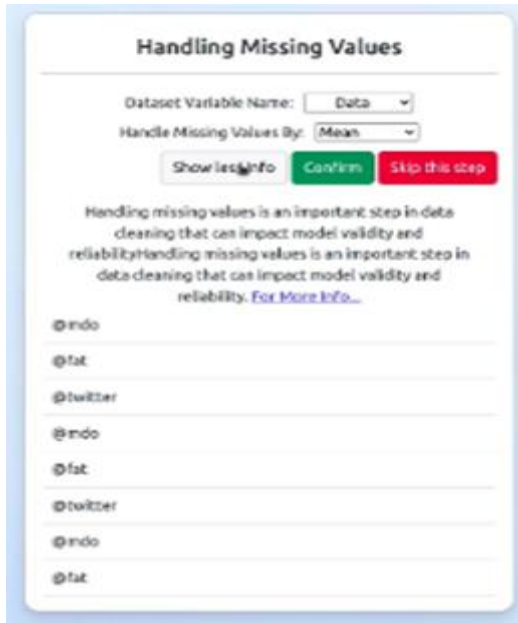 Handling Missing Values
Dataset Variable Name: Data
Handle Missing Values By: Mean
Show less info Confirm Skip this step
Handling missing values is an important step in data
cleaning that can impact model validity and
reliabilityHandling missing values is an important step in
data cleaning that can impact model validity and
reliability. For More Info...
@mdo
@fat
@twitter
@mdo
@fat
@twitter
@mdo
@fat